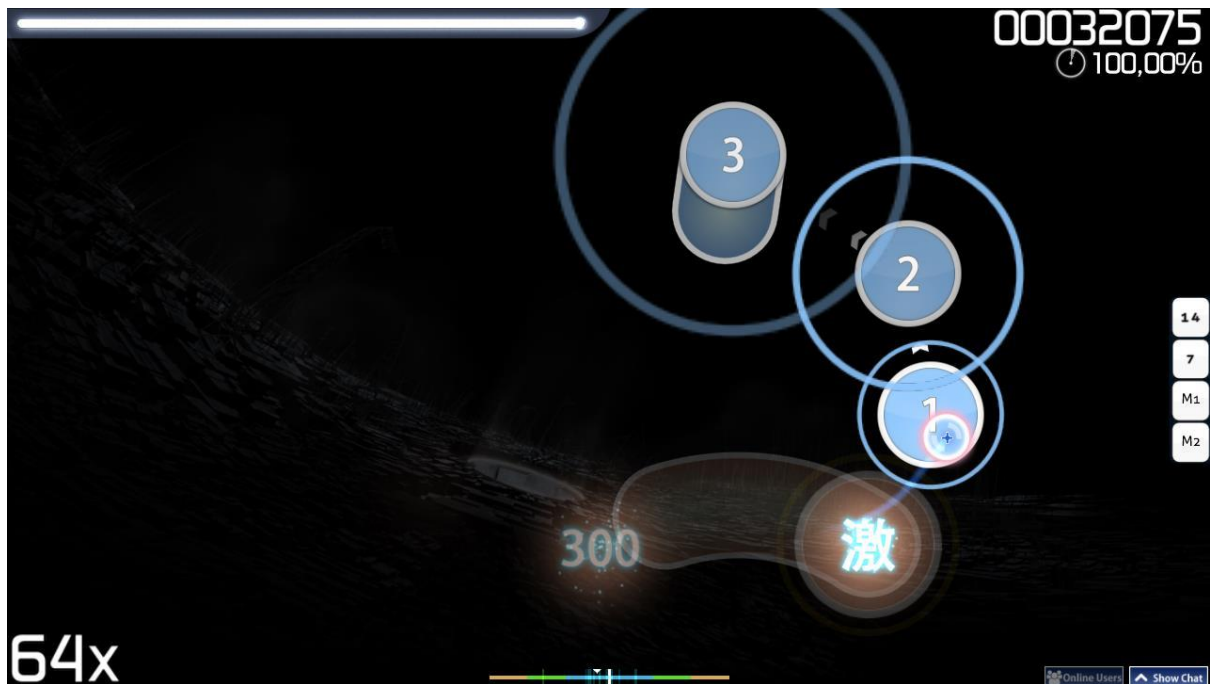 00032075
100,00%
3
2
14
7
1
M1
M2
300
激
64x
Online Users
Show Chat